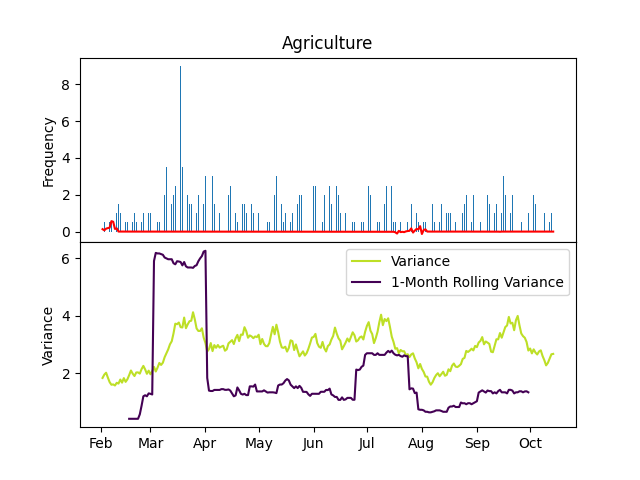 Agriculture
Frequency
8
6
4
2
0
Variance
6
4
2
Variance
1-Month Rolling Variance
Feb Mar Apr May Jun Jul Aug Sep Oct